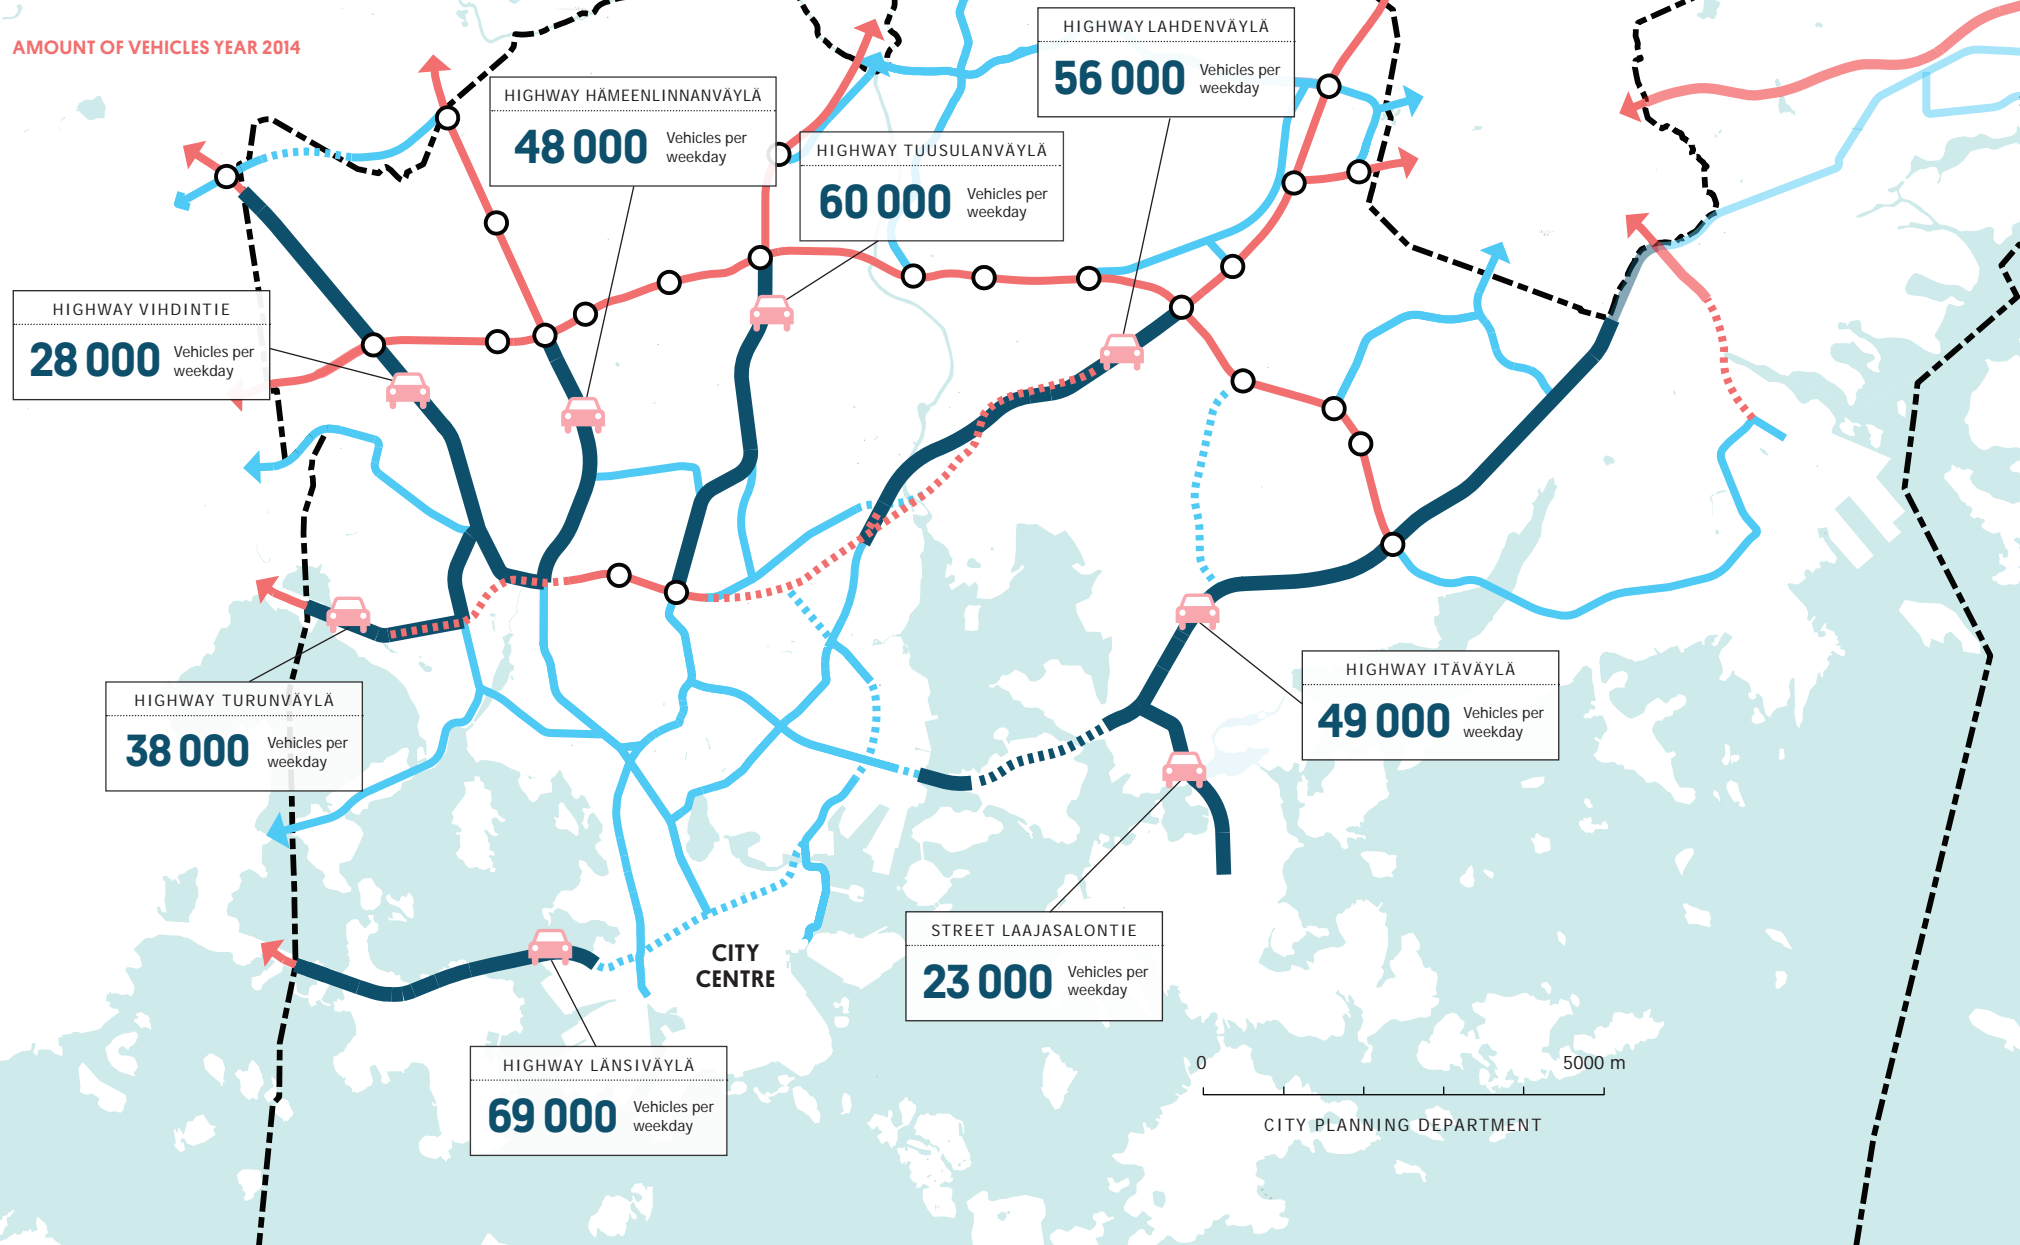 AMOUNT OF VEHICLES YEAR 2014
HIGHWAY LAHDENVÄYLÄ
56 000
Vehicles per
weekday
HIGHWAY HÄMEENLINNANVÄYLÄ
48 000
Vehicles per
weekday
HIGHWAY TUUSULANVÄYLÄ
60 000
Vehicles per
weekday
HIGHWAY VIHDINTIE
28 000
Vehicles per
weekday
HIGHWAY TURUNVÄYLÄ
38 000
Vehicles per
weekday
HIGHWAY ITÄVÄYLÄ
49 000
Vehicles per
weekday
STREET LAAJASALONTIE
23 000
Vehicles per
weekday
CITY
CENTRE
HIGHWAY LÄNSIVÄYLÄ
69 000
Vehicles per
weekday
0 5000 m
CITY PLANNING DEPARTMENT